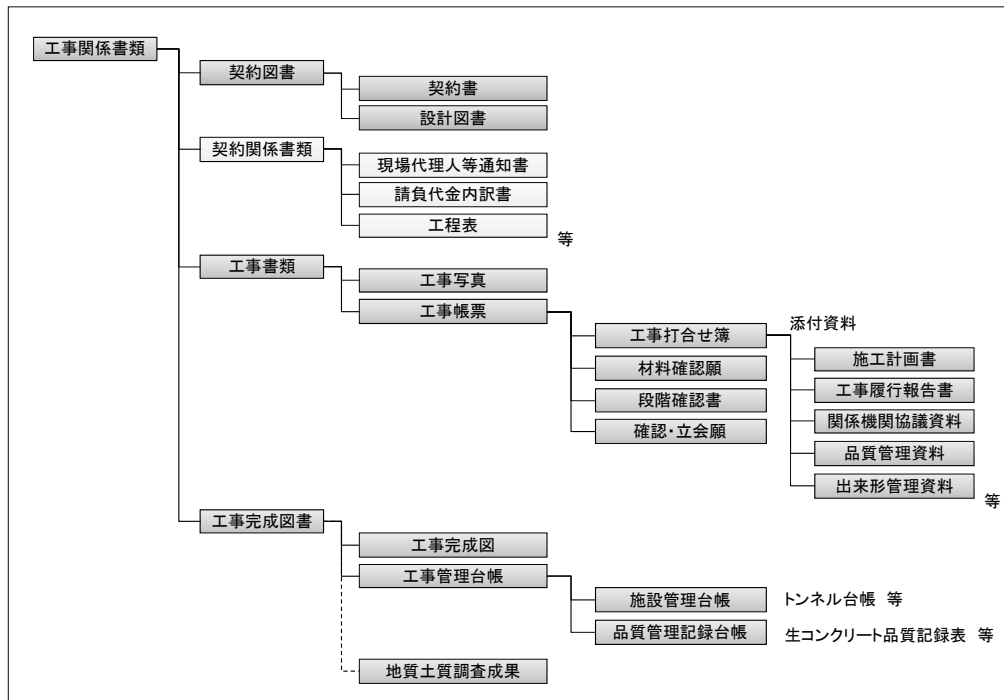 工事関係書類
契約図書
契約書
設計図書
契約関係書類
現場代理人等通知書
請負代金内訳書
工程表
等
工事書類
工事写真
工事帳票
工事打合せ簿
添付資料
施工計画書
工事履行報告書
関係機関協議資料
品質管理資料
出来形管理資料
等
材料確認願
段階確認書
確認・立会願
工事完成図書
工事完成図
工事管理台帳
施設管理台帳
トンネル台帳 等
品質管理記録台帳
生コンクリート品質記録表 等
地質土質調査成果